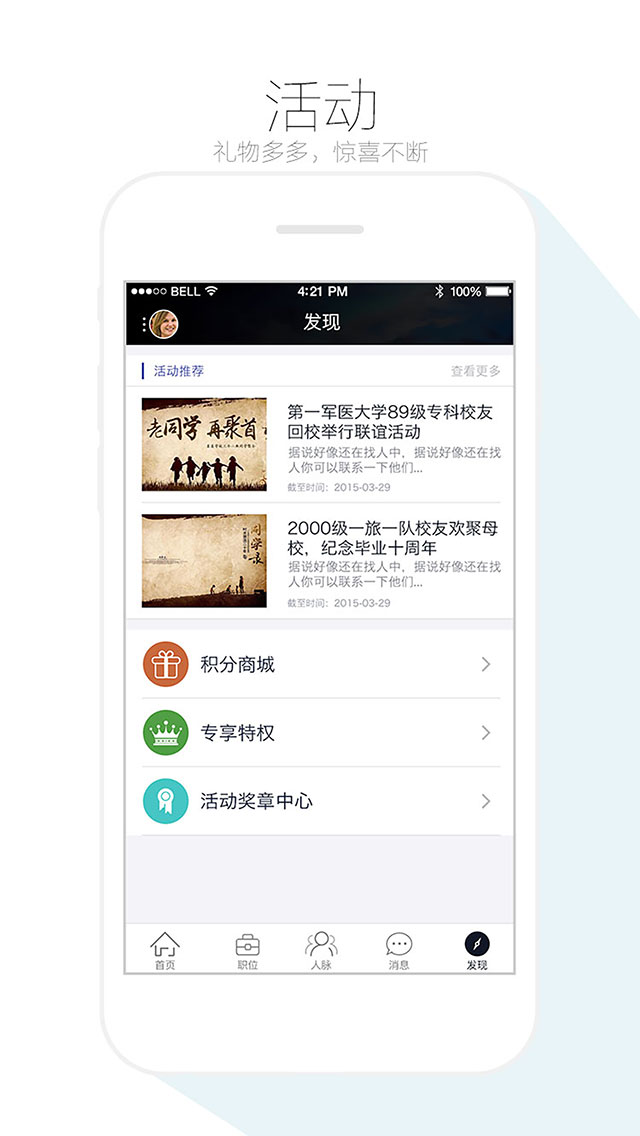 活动
礼物多多，惊喜不断
BELL 4:21 PM 100%
发现
活动推荐 查看更多
老同学 再聚首
第一军医大学89级专科校友
回校举行联谊活动
据说好像还在找人中，据说好像还在找
人你可以联系一下他们...
截至时间：2015-03-29
同学录
2000级一旅一队校友欢聚母
校，纪念毕业十周年
据说好像还在找人中，据说好像还在找
人你可以联系一下他们...
截至时间：2015-03-29
积分商城
专享特权
活动奖章中心
首页 职位 人脉 消息 发现